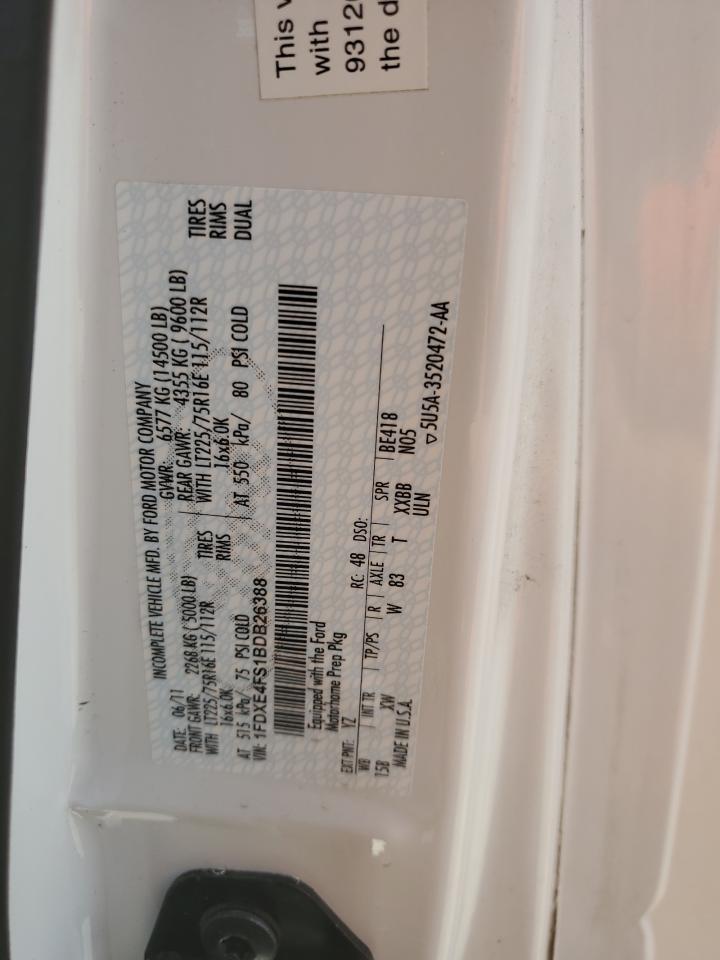 This
with
9312
the d
INCOMPLETE VEHICLE MFD. BY FORD MOTOR COMPANY
DATE: 06/11 GVWR: 6577 KG (14500 LB)
FRONT GAWR: 2268 KG (5000 LB) REAR GAWR: 4355 KG (9600 LB)
WITH LT225/75R16E 115/112R TIRES WITH LT225/75R16E 115/112R TIRES
16x6.0K RIMS 16x6.0K RIMS
AT 515 kPa/ 75 PSI COLD AT 550 kPa/ 80 PSI COLD DUAL
VIN: 1FDXE4FS1BDB26388
Equipped with the Ford
Motorhome Prep Pkg
EXT PNT: YZ RC: 48 DSO:
WB INT TR TP/PS R AXLE TR SPR BE418
158 XW W 83 T XXBB N05
MADE IN U.S.A. ULN
▽5U5A-3520472-AA